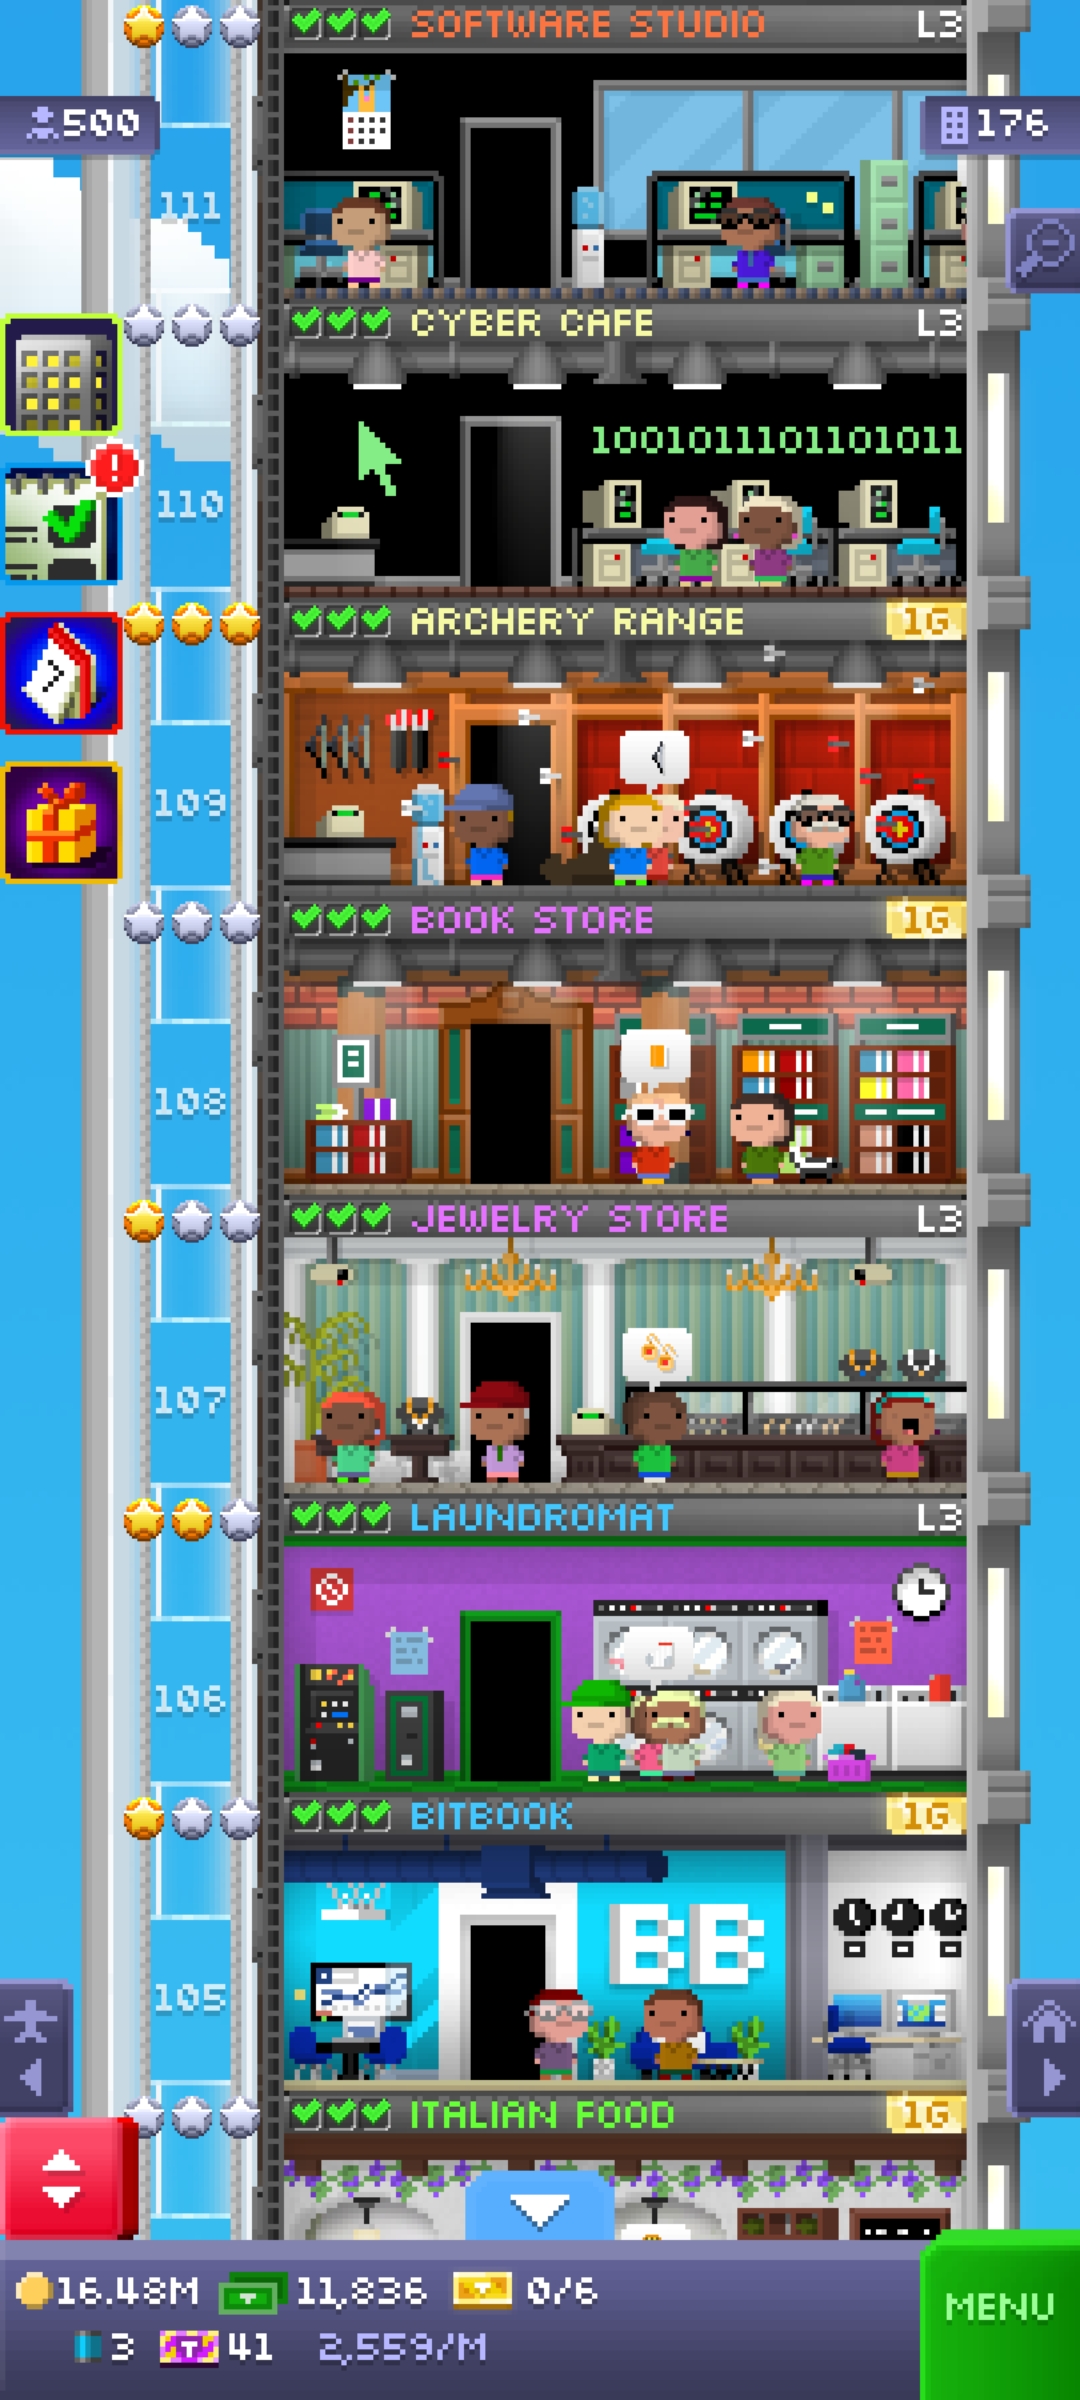 SOFTWARE STUDIO L3
500
176
111
CYBER CAFE L3
1001011101101011
110
ARCHERY RANGE 1G
109
BOOK STORE 1G
108
JEWELRY STORE L3
107
LAUNDROMAT L3
106
BITBOOK 1G
BB
105
ITALIAN FOOD 1G
16.48M 11,836 0/6
3 T 41 2,559/M
MENU
7